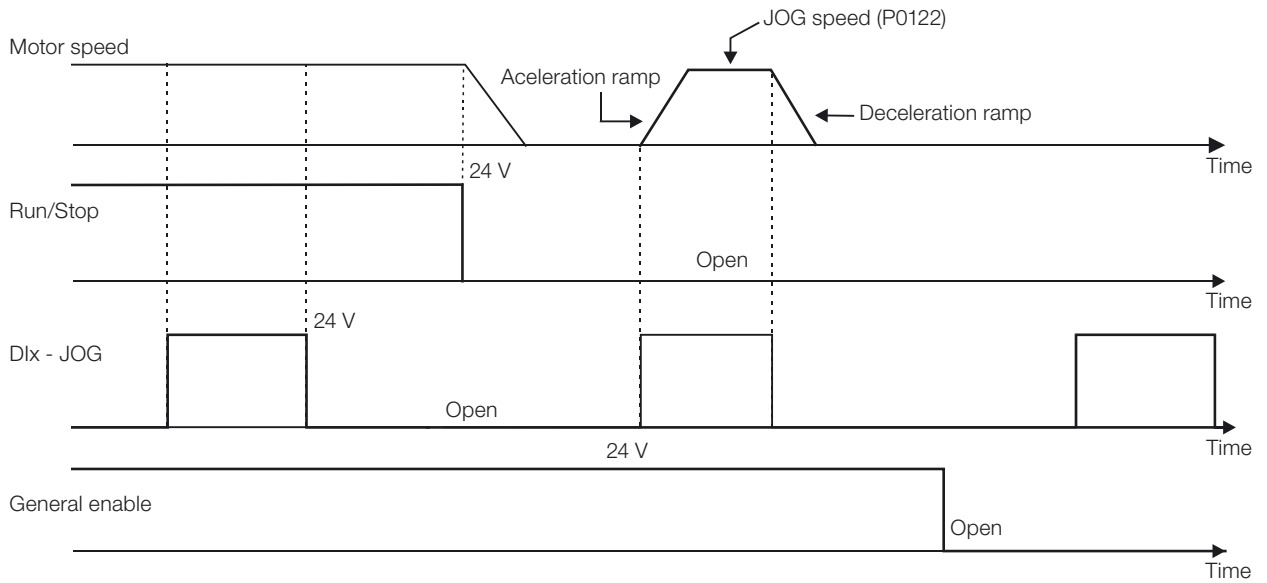 JOG speed (P0122)
Motor speed
Aceleration ramp
Deceleration ramp
Time
24 V
Run/Stop
Open
Time
24 V
DIx - JOG
Open
Time
24 V
General enable
Open
Time